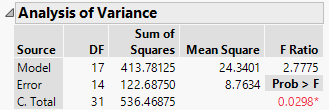 Analysis of Variance
Sum of
Source DF Squares Mean Square F Ratio
Model 17 413.78125 24.3401 2.7775
Error 14 122.68750 8.7634 Prob > F
C. Total 31 536.46875 0.0298*